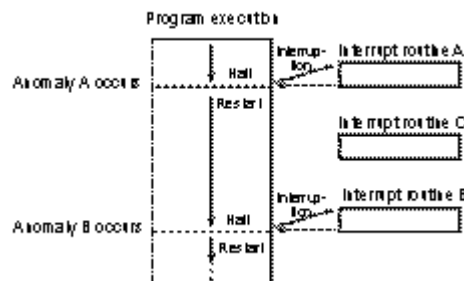 Program execution
Interrup-
tion
Interrupt routine A
Halt
Anomaly A occurs
Restart
Interrupt routine C
Interrup-
tion
Interrupt routine B
Halt
Anomaly B occurs
Restart